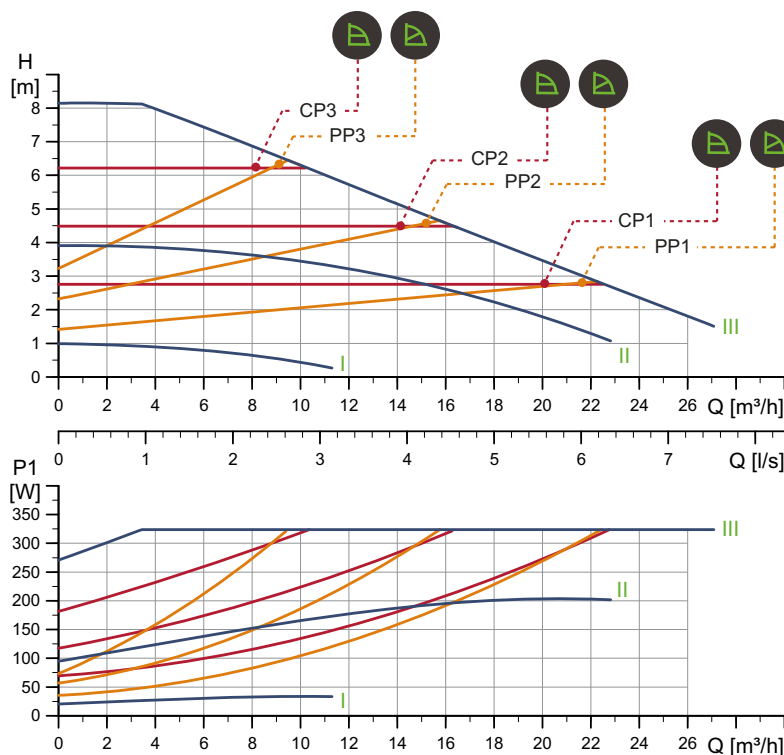 H
[m]
8
7
6
5
4
3
2
1
0
CP3
PP3
CP2
PP2
CP1
PP1
III
II
I
0 2 4 6 8 10 12 14 16 18 20 22 24 26 Q [m³/h]
0 1 2 3 4 5 6 7 Q [l/s]
P1
[W]
350
300
250
200
150
100
50
0
III
II
I
0 2 4 6 8 10 12 14 16 18 20 22 24 26 Q [m³/h]